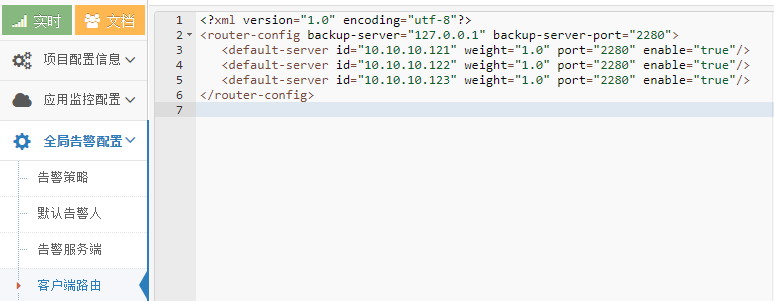 实时 文档
项目配置信息
应用监控配置
全局告警配置
告警策略
默认告警人
告警服务端
客户端路由
1 <?xml version="1.0" encoding="utf-8"?>
2 <router-config backup-server="127.0.0.1" backup-server-port="2280">
3 <default-server id="10.10.10.121" weight="1.0" port="2280" enable="true"/>
4 <default-server id="10.10.10.122" weight="1.0" port="2280" enable="true"/>
5 <default-server id="10.10.10.123" weight="1.0" port="2280" enable="true"/>
6 </router-config>
7